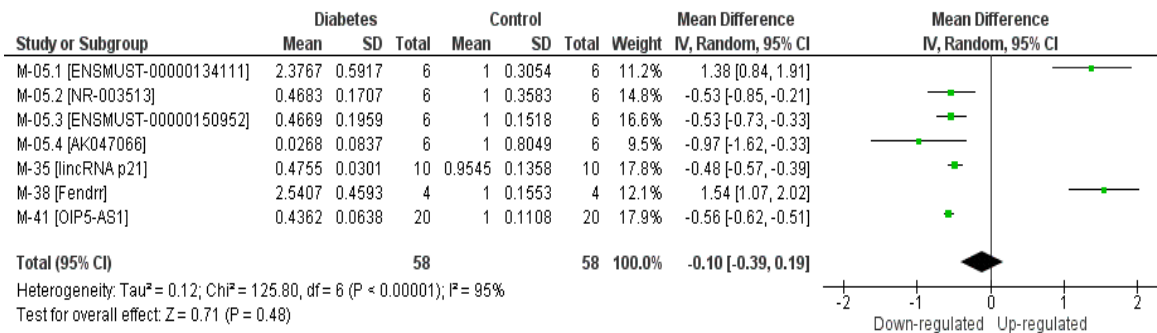 Diabetes Control Mean Difference Mean Difference
Study or Subgroup Mean SD Total Mean SD Total Weight IV, Random, 95% CI IV, Random, 95% CI
M-05.1 [ENSMUST-00000134111] 2.3767 0.5917 6 1 0.3054 6 11.2% 1.38 [0.84, 1.91]
M-05.2 [NR-003513] 0.4683 0.1707 6 1 0.3583 6 14.8% -0.53 [-0.85, -0.21]
M-05.3 [ENSMUST-00000150952] 0.4669 0.1959 6 1 0.1518 6 16.6% -0.53 [-0.73, -0.33]
M-05.4 [AK047066] 0.0268 0.0837 6 1 0.8049 6 9.5% -0.97 [-1.62, -0.33]
M-35 [lincRNA p21] 0.4755 0.0301 10 0.9545 0.1358 10 17.8% -0.48 [-0.57, -0.39]
M-38 [Fendrr] 2.5407 0.4593 4 1 0.1553 4 12.1% 1.54 [1.07, 2.02]
M-41 [OIP5-AS1] 0.4362 0.0638 20 1 0.1108 20 17.9% -0.56 [-0.62, -0.51]
Total (95% CI) 58 58 100.0% -0.10 [-0.39, 0.19]
Heterogeneity: Tau² = 0.12; Chi² = 125.80, df = 6 (P < 0.00001); I² = 95%
Test for overall effect: Z = 0.71 (P = 0.48)
-2 -1 0 1 2
Down-regulated Up-regulated